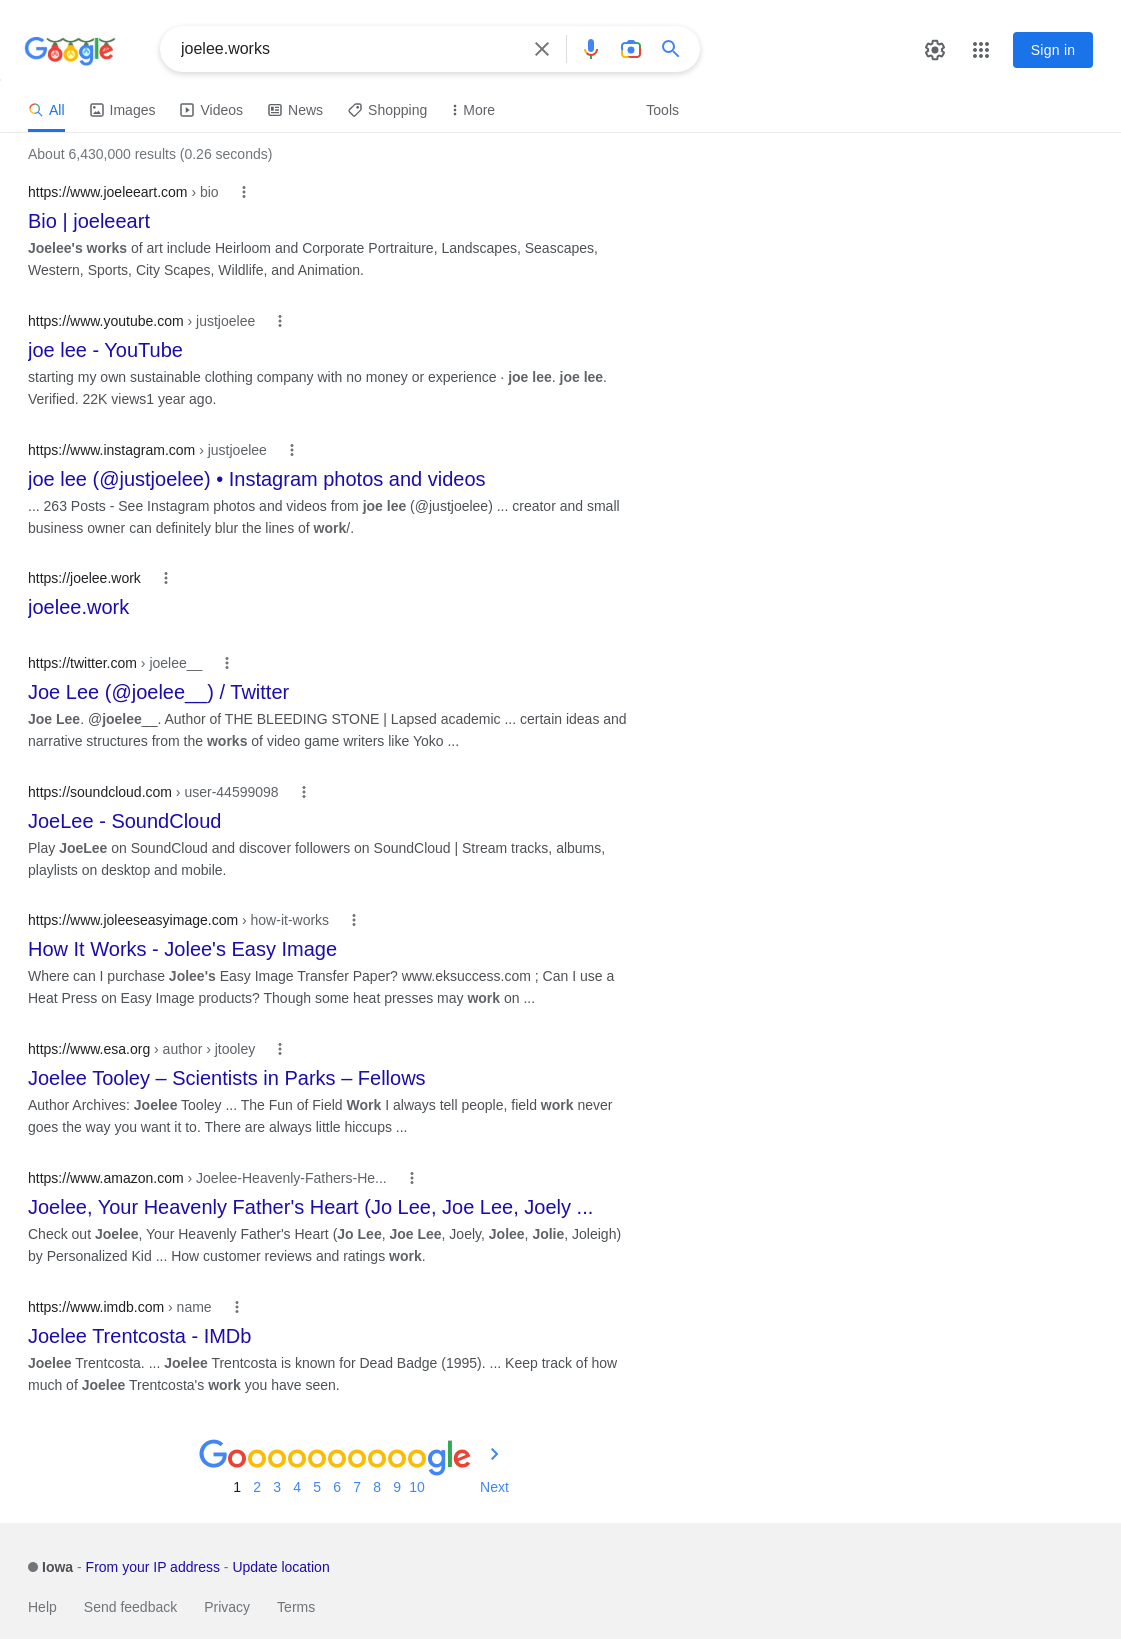 Google
joelee.works
Sign in
All Images Videos News Shopping More Tools
About 6,430,000 results (0.26 seconds)
https://www.joeleeart.com › bio
Bio | joeleeart
Joelee's works of art include Heirloom and Corporate Portraiture, Landscapes, Seascapes,
Western, Sports, City Scapes, Wildlife, and Animation.
https://www.youtube.com › justjoelee
joe lee - YouTube
starting my own sustainable clothing company with no money or experience · joe lee. joe lee.
Verified. 22K views1 year ago.
https://www.instagram.com › justjoelee
joe lee (@justjoelee) • Instagram photos and videos
... 263 Posts - See Instagram photos and videos from joe lee (@justjoelee) ... creator and small
business owner can definitely blur the lines of work/.
https://joelee.work
joelee.work
https://twitter.com › joelee__
Joe Lee (@joelee__) / Twitter
Joe Lee. @joelee__. Author of THE BLEEDING STONE | Lapsed academic ... certain ideas and
narrative structures from the works of video game writers like Yoko ...
https://soundcloud.com › user-44599098
JoeLee - SoundCloud
Play JoeLee on SoundCloud and discover followers on SoundCloud | Stream tracks, albums,
playlists on desktop and mobile.
https://www.joleeseasyimage.com › how-it-works
How It Works - Jolee's Easy Image
Where can I purchase Jolee's Easy Image Transfer Paper? www.eksuccess.com ; Can I use a
Heat Press on Easy Image products? Though some heat presses may work on ...
https://www.esa.org › author › jtooley
Joelee Tooley – Scientists in Parks – Fellows
Author Archives: Joelee Tooley ... The Fun of Field Work I always tell people, field work never
goes the way you want it to. There are always little hiccups ...
https://www.amazon.com › Joelee-Heavenly-Fathers-He...
Joelee, Your Heavenly Father's Heart (Jo Lee, Joe Lee, Joely ...
Check out Joelee, Your Heavenly Father's Heart (Jo Lee, Joe Lee, Joely, Jolee, Jolie, Joleigh)
by Personalized Kid ... How customer reviews and ratings work.
https://www.imdb.com › name
Joelee Trentcosta - IMDb
Joelee Trentcosta. ... Joelee Trentcosta is known for Dead Badge (1995). ... Keep track of how
much of Joelee Trentcosta's work you have seen.
Goooooooooogle
1 2 3 4 5 6 7 8 9 10 Next
Iowa - From your IP address - Update location
Help Send feedback Privacy Terms